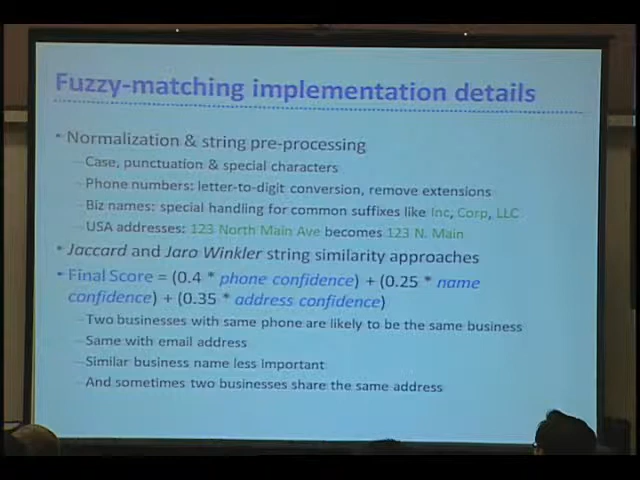 Fuzzy-matching implementation details
• Normalization & string pre-processing
–Case, punctuation & special characters
–Phone numbers: letter-to-digit conversion, remove extensions
–Biz names: special handling for common suffixes like Inc, Corp, LLC
–USA addresses: 123 North Main Ave becomes 123 N. Main
• Jaccard and Jaro Winkler string similarity approaches
• Final Score = (0.4 * phone confidence) + (0.25 * name
confidence) + (0.35 * address confidence)
–Two businesses with same phone are likely to be the same business
–Same with email address
–Similar business name less important
–And sometimes two businesses share the same address